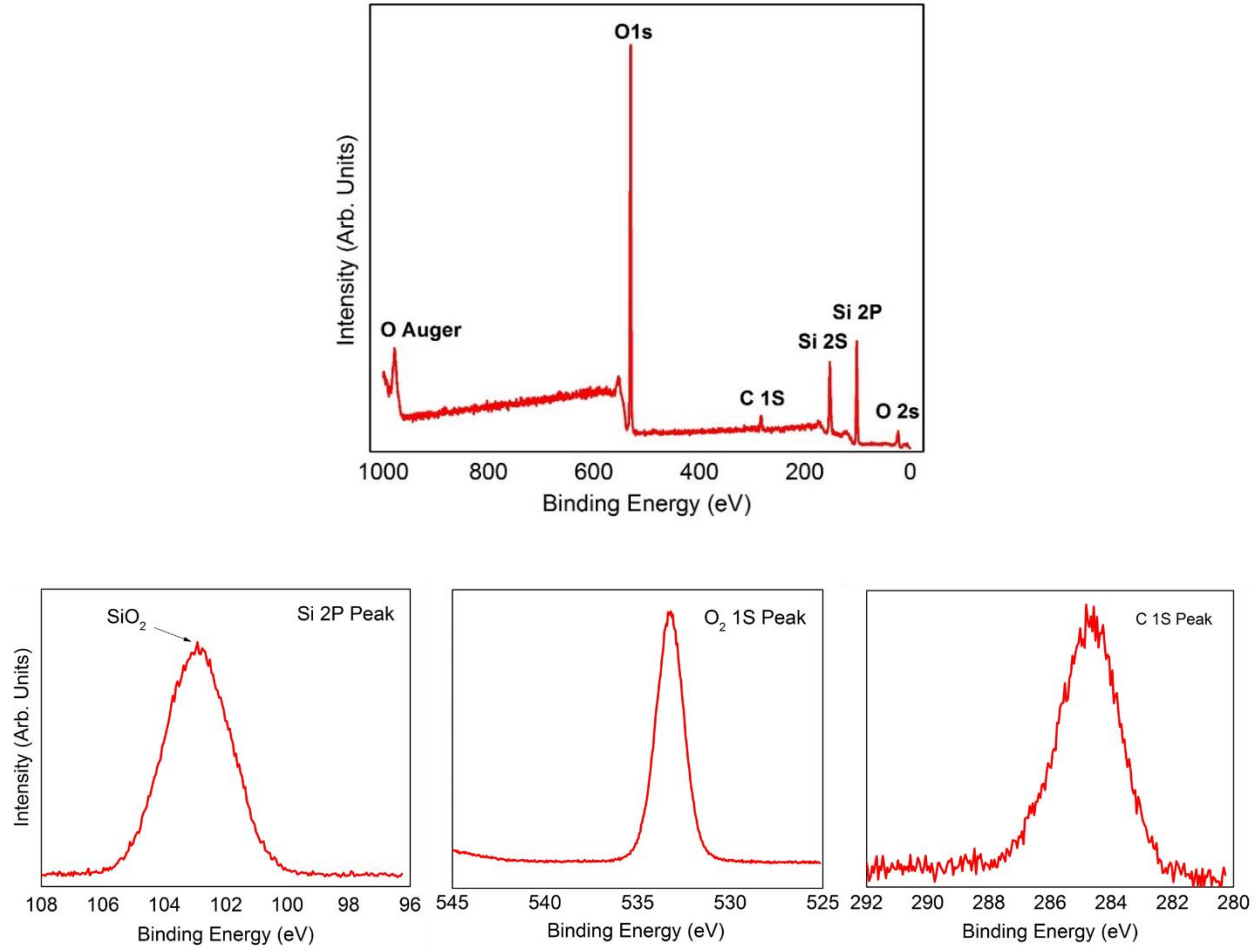 O1s
O Auger
Si 2P
Si 2S
C 1S
O 2s
Intensity (Arb. Units)
1000 800 600 400 200 0
Binding Energy (eV)
SiO₂
Si 2P Peak
Intensity (Arb. Units)
108 106 104 102 100 98 96
Binding Energy (eV)
O₂ 1S Peak
545 540 535 530 525
Binding Energy (eV)
C 1S Peak
292 290 288 286 284 282 280
Binding Energy (eV)